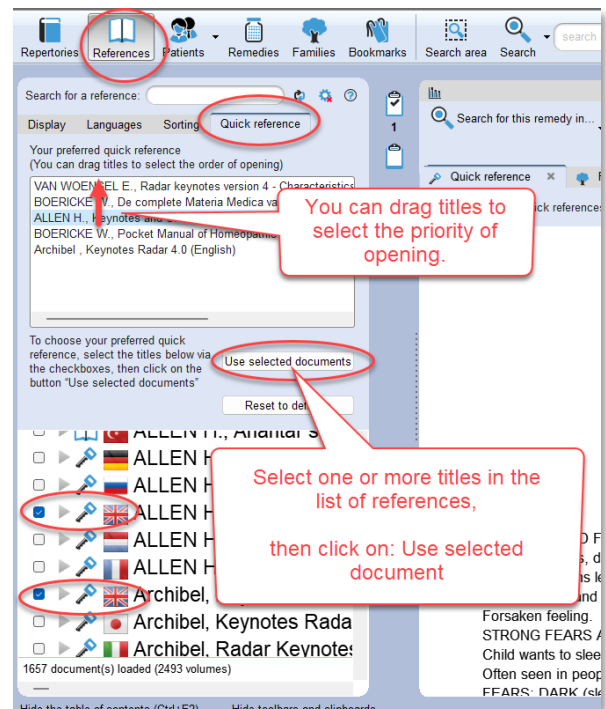 Repertories References Patients Remedies Families Bookmarks Search area Search search
Search for a reference:
1
Search for this remedy in...
Display Languages Sorting Quick reference
Your preferred quick reference
(You can drag titles to select the order of opening)
VAN WOENSEL E., Radar keynotes version 4 - Characteristics
BOERICKE W., De complete Materia Medica va
ALLEN H., Keynotes and
BOERICKE W., Pocket Manual of Homeopathic
Archibel , Keynotes Radar 4.0 (English)
Quick reference
ick references
You can drag titles to
select the priority of
opening.
To choose your preferred quick
reference, select the titles below via
the checkboxes, then click on the
button "Use selected documents"
Use selected documents
Reset to def
ALLEN H., Anahtar s
ALLEN H
ALLEN H
ALLEN H
ALLEN H
ALLEN H
Archibel,
Archibel, Keynotes Rada
Archibel, Radar Keynotes
Select one or more titles in the
list of references,
then click on: Use selected
document
1657 document(s) loaded (2493 volumes)
Forsaken feeling.
STRONG FEARS A
Child wants to slee
Often seen in peop
FEARS: DARK (sle
Hide the table of contents (Ctrl+F2) Hide toolbars and clipboards